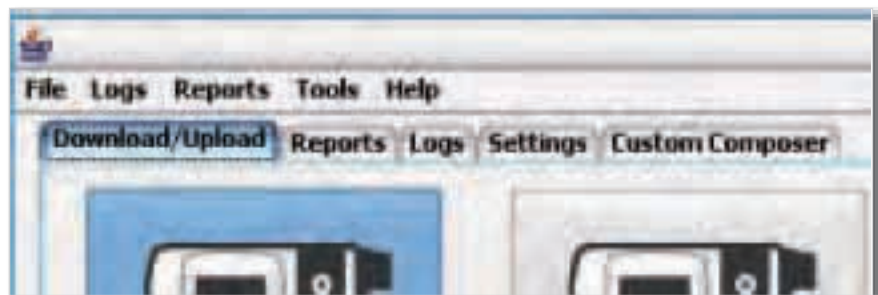 File Logs Reports Tools Help
Download/Upload Reports Logs Settings Custom Composer